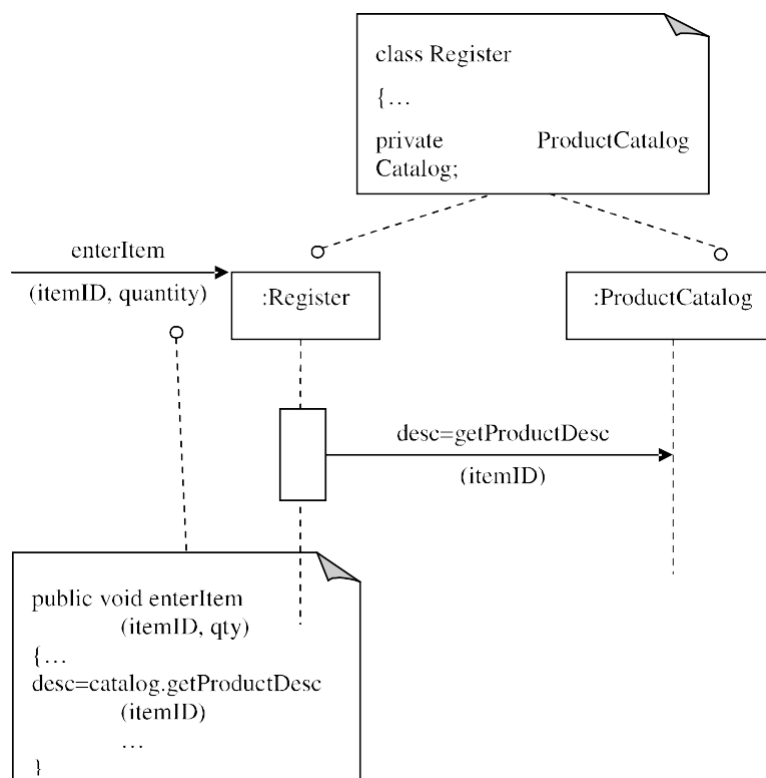 class Register
{…
private ProductCatalog
Catalog;
enterItem
(itemID, quantity)
:Register
:ProductCatalog
desc=getProductDesc
(itemID)
public void enterItem
(itemID, qty)
{…
desc=catalog.getProductDesc
(itemID)
…
}